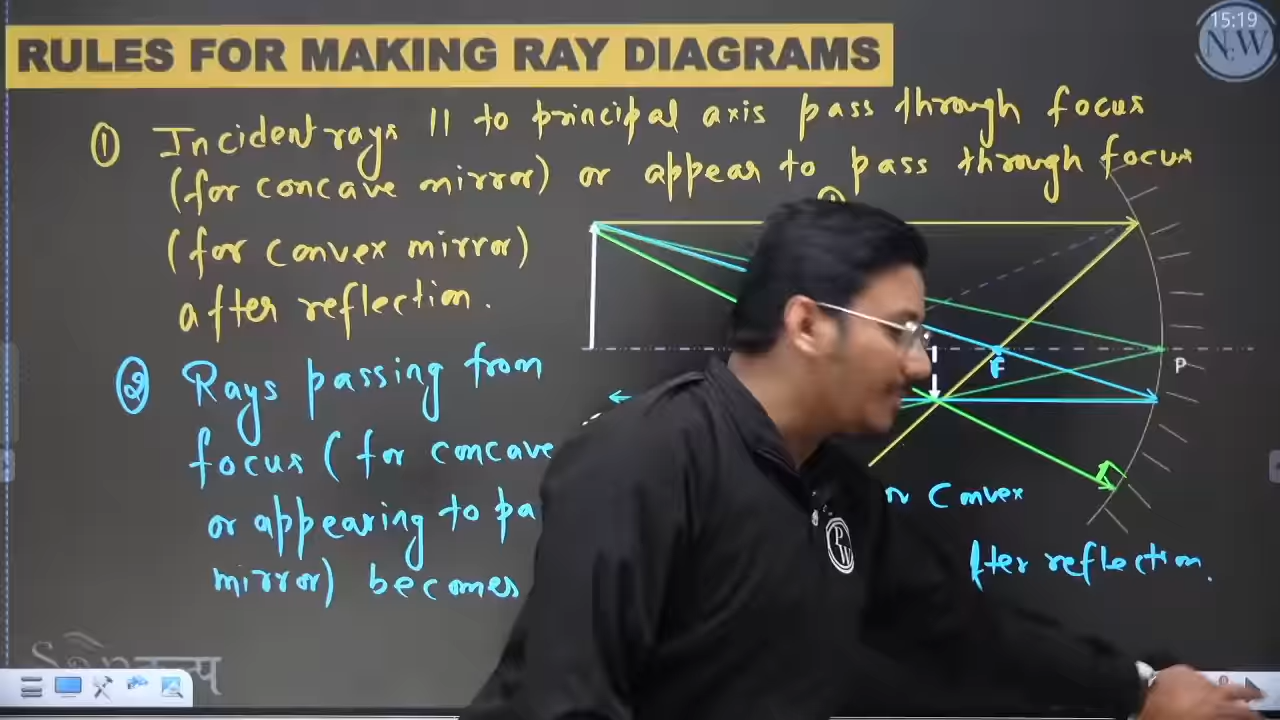 15:19
RULES FOR MAKING RAY DIAGRAMS
① Incident rays || to principal axis pass through focus
(for concave mirror) or appear to pass through focus
(for convex mirror)
after reflection.
② Rays passing from
focus (for concave
or convex
or appearing to pa
fter reflection.
mirror) becomes
F
P
PW